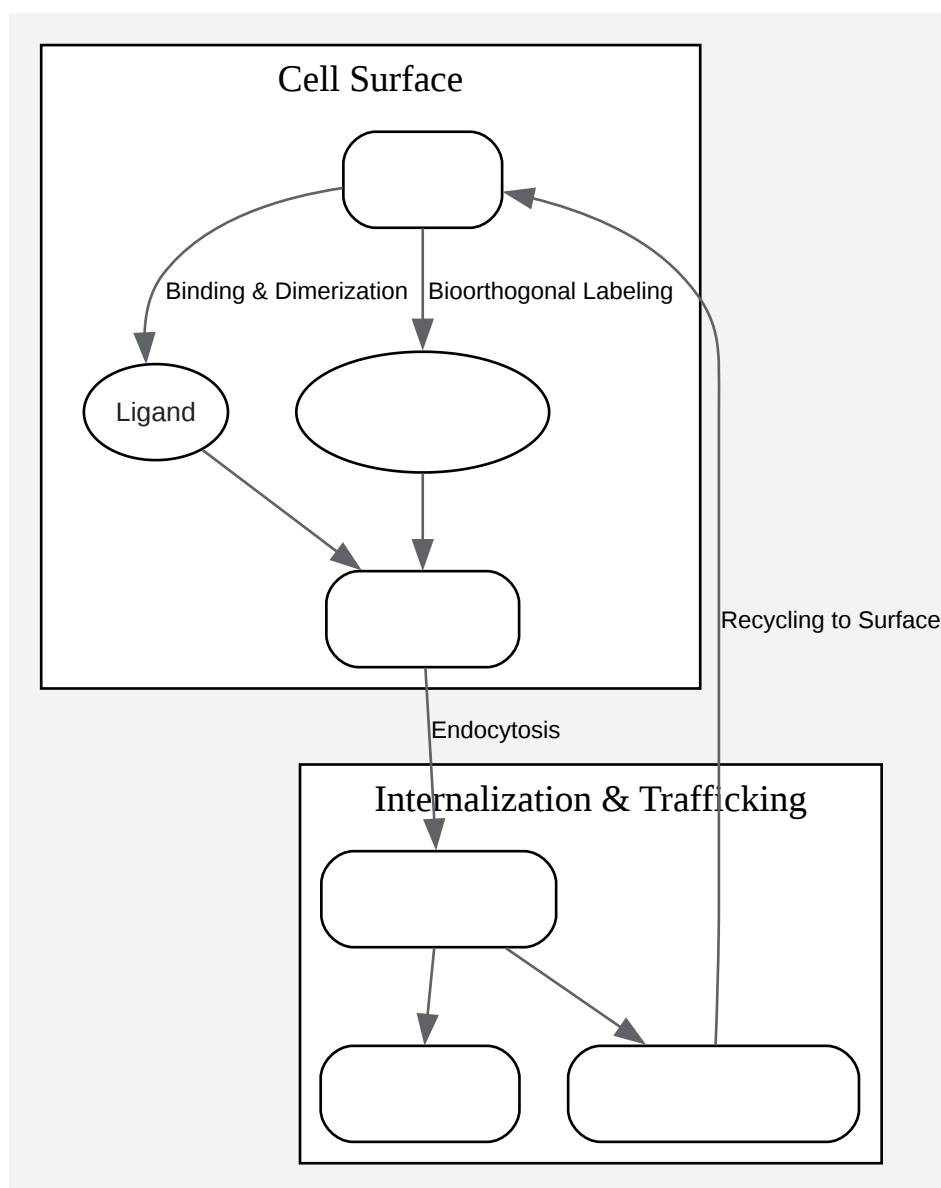 Cell Surface
Binding & Dimerization
Bioorthogonal Labeling
Ligand
Recycling to Surface
Endocytosis
Internalization & Trafficking